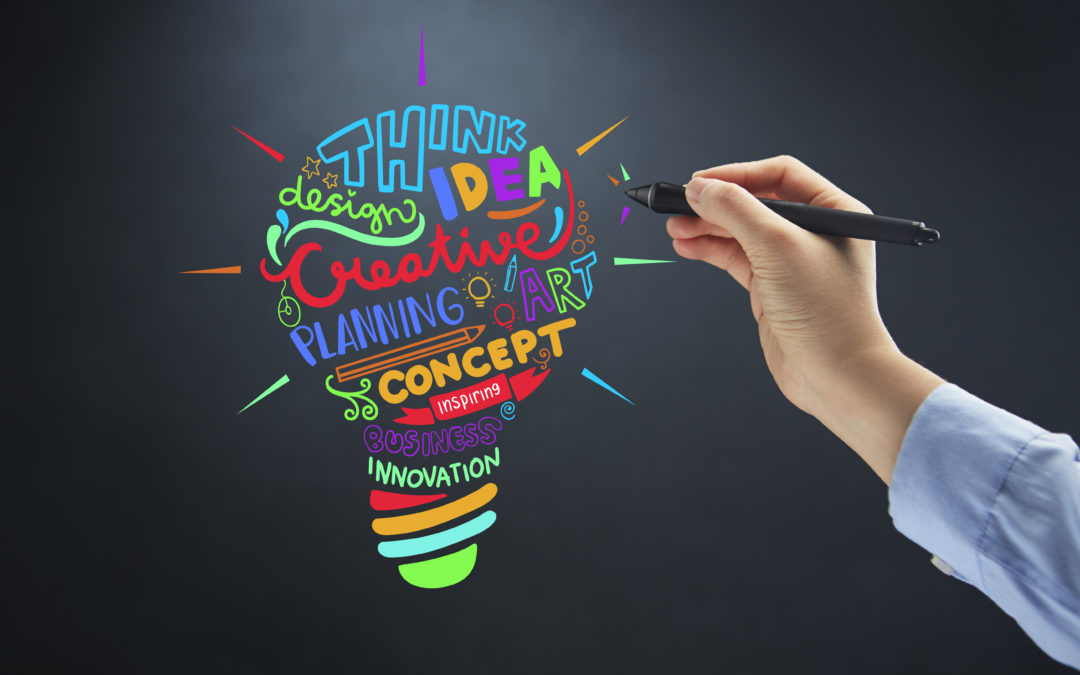 THINK
IDEA
design
Creative
PLANNING
ART
CONCEPT
inspiring
BUSINESS
INNOVATION